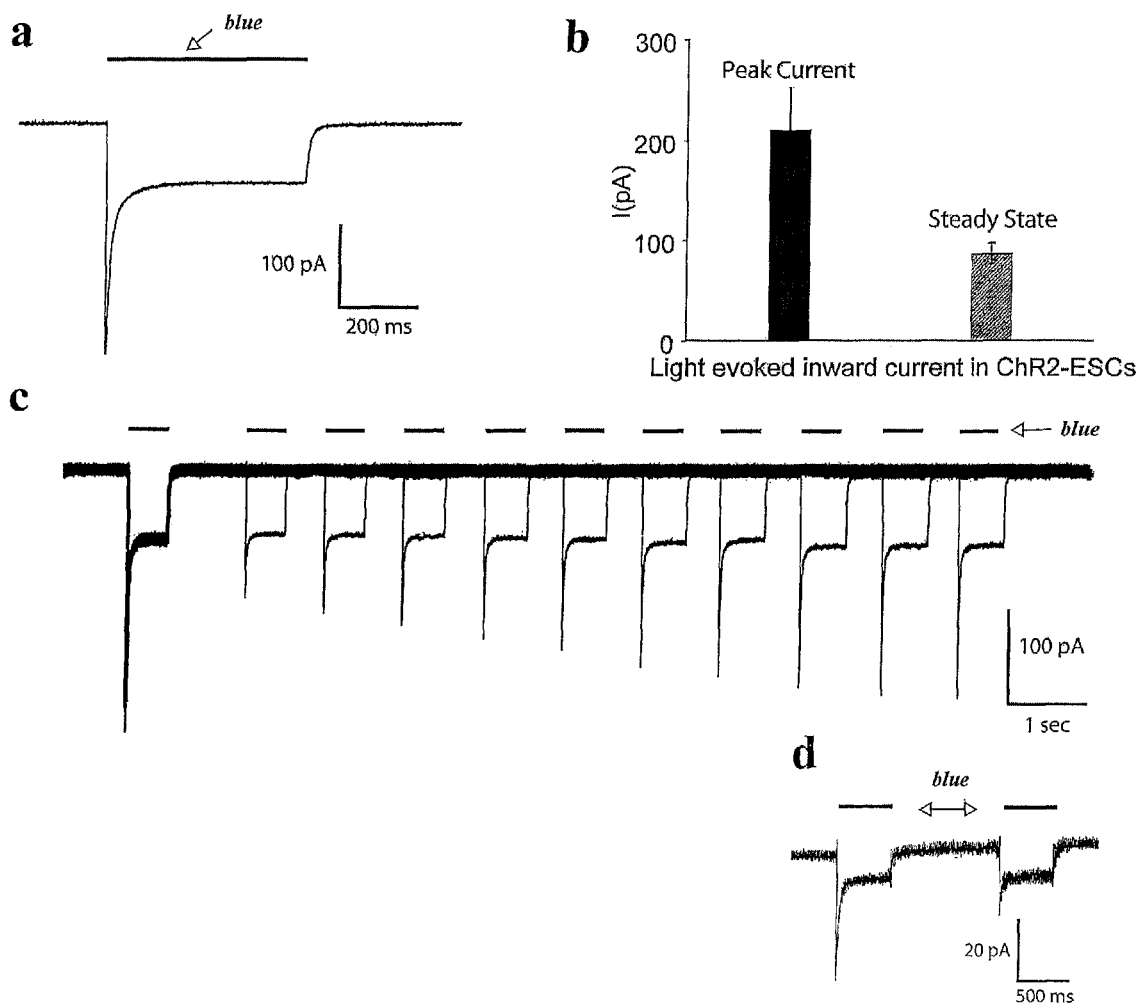 a
blue
100 pA
200 ms
b
300
200
100
0
I(pA)
Peak Current
Steady State
Light evoked inward current in ChR2-ESCs
c
blue
100 pA
1 sec
d
blue
20 pA
500 ms